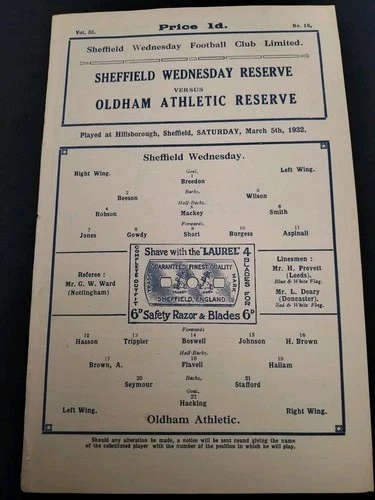 Price 1d.
Vol. 35. No. 18.
Sheffield Wednesday Football Club Limited.
SHEFFIELD WEDNESDAY RESERVE
VERSUS
OLDHAM ATHLETIC RESERVE
Played at Hillsborough, Sheffield, SATURDAY, March 5th, 1932.
Sheffield Wednesday.
Right Wing. Goal. Left Wing.
1
Breedon
2 Backs. 3
Beeson Wilson
Half-Backs.
4 5 6
Robson Mackey Smith
Forwards.
7 8 9 10 11
Jones Gowdy Short Burgess Aspinall
Referee :
Mr. G. W. Ward
(Nottingham)
COMPLETE OUTFIT
Shave with the "LAUREL"
4 BLADES FOR
GUARANTEED FINEST QUALITY
TRADE MARK
SHEFFIELD, ENGLAND.
6D Safety Razor & Blades 6D
Linesmen :
Mr. H. Prevett
(Leeds).
Blue & White Flag.
Mr. L. Deary
(Doncaster).
Red & White Flag.
Forwards
12 13 14 15 16
Hasson Trippier Boswell Johnson H. Brown
Half-Backs.
17 18 19
Brown, A. Flavell Hallam
20 Backs. 21
Seymour Stafford
Goal.
22
Hacking
Left Wing. Right Wing.
Oldham Athletic.
Should any alteration be made, a notice will be sent round giving the name
of the substituted player with the number of the position in which he will play.